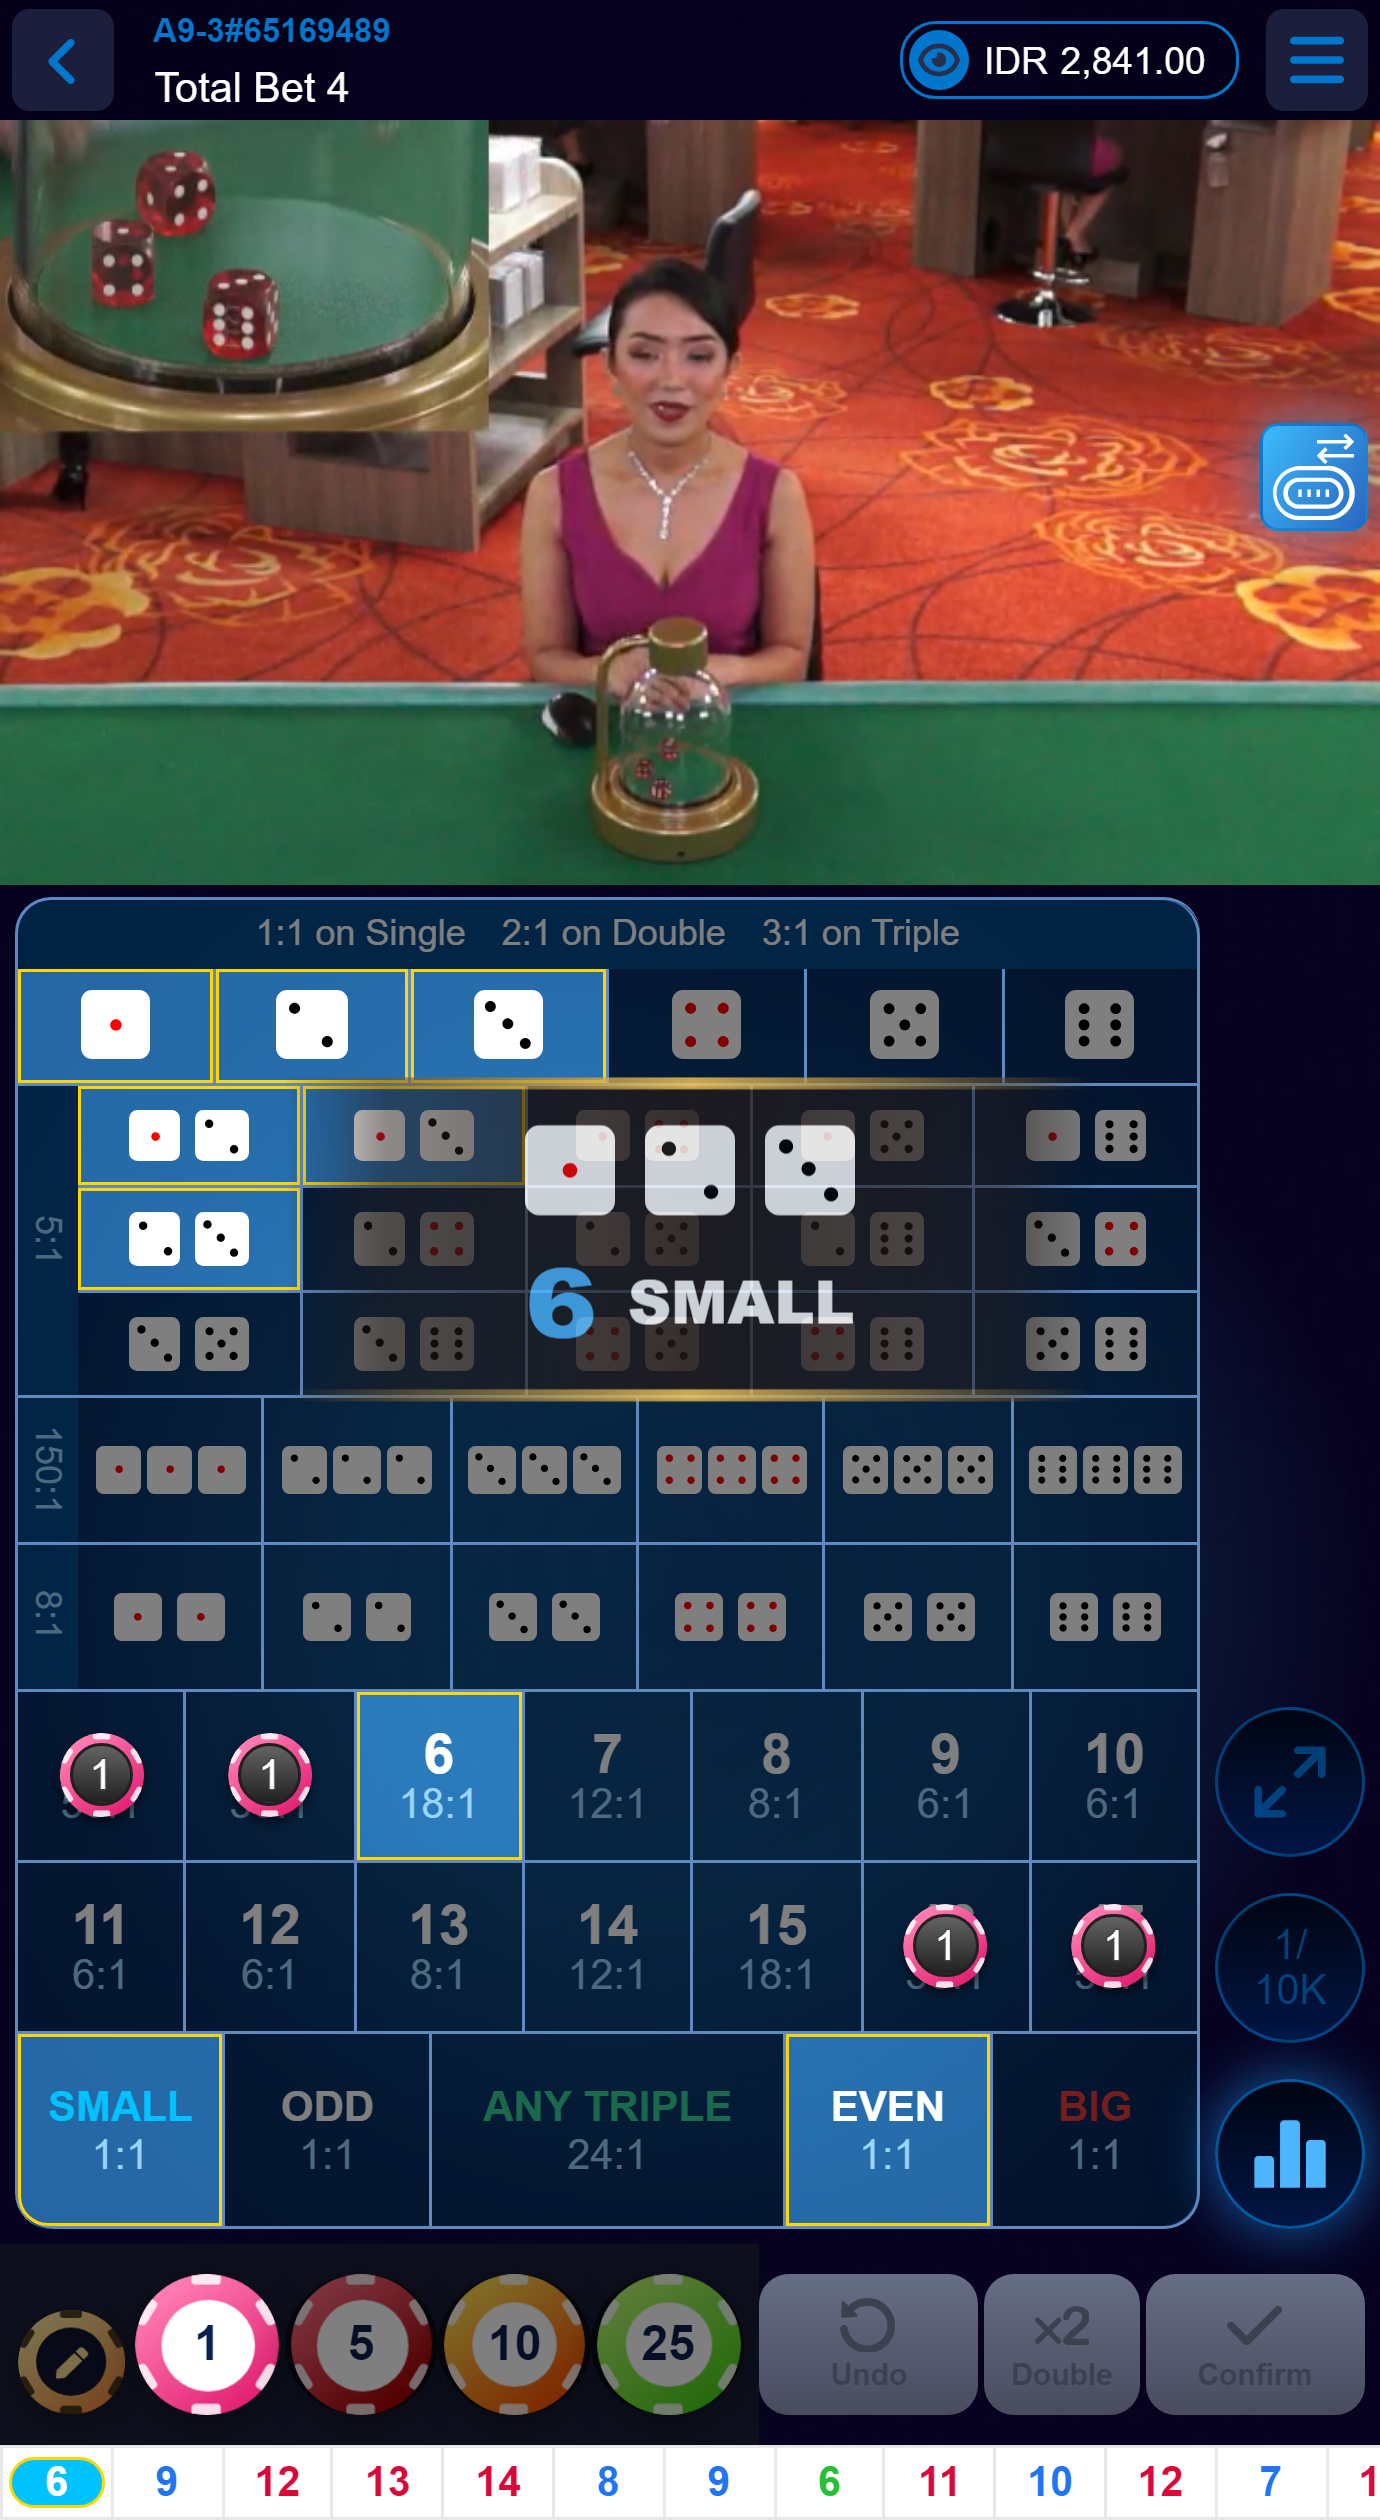 A9-3#65169489
Total Bet 4
IDR 2,841.00
1:1 on Single 2:1 on Double 3:1 on Triple
5:1
6 SMALL
150:1
8:1
1 1 6 7 8 9 10
18:1 12:1 8:1 6:1 6:1
11 12 13 14 15 1 1
6:1 6:1 8:1 12:1 18:1
1/
10K
SMALL ODD ANY TRIPLE EVEN BIG
1:1 1:1 24:1 1:1 1:1
1 5 10 25
x2
Undo Double Confirm
6 9 12 13 14 8 9 6 11 10 12 7